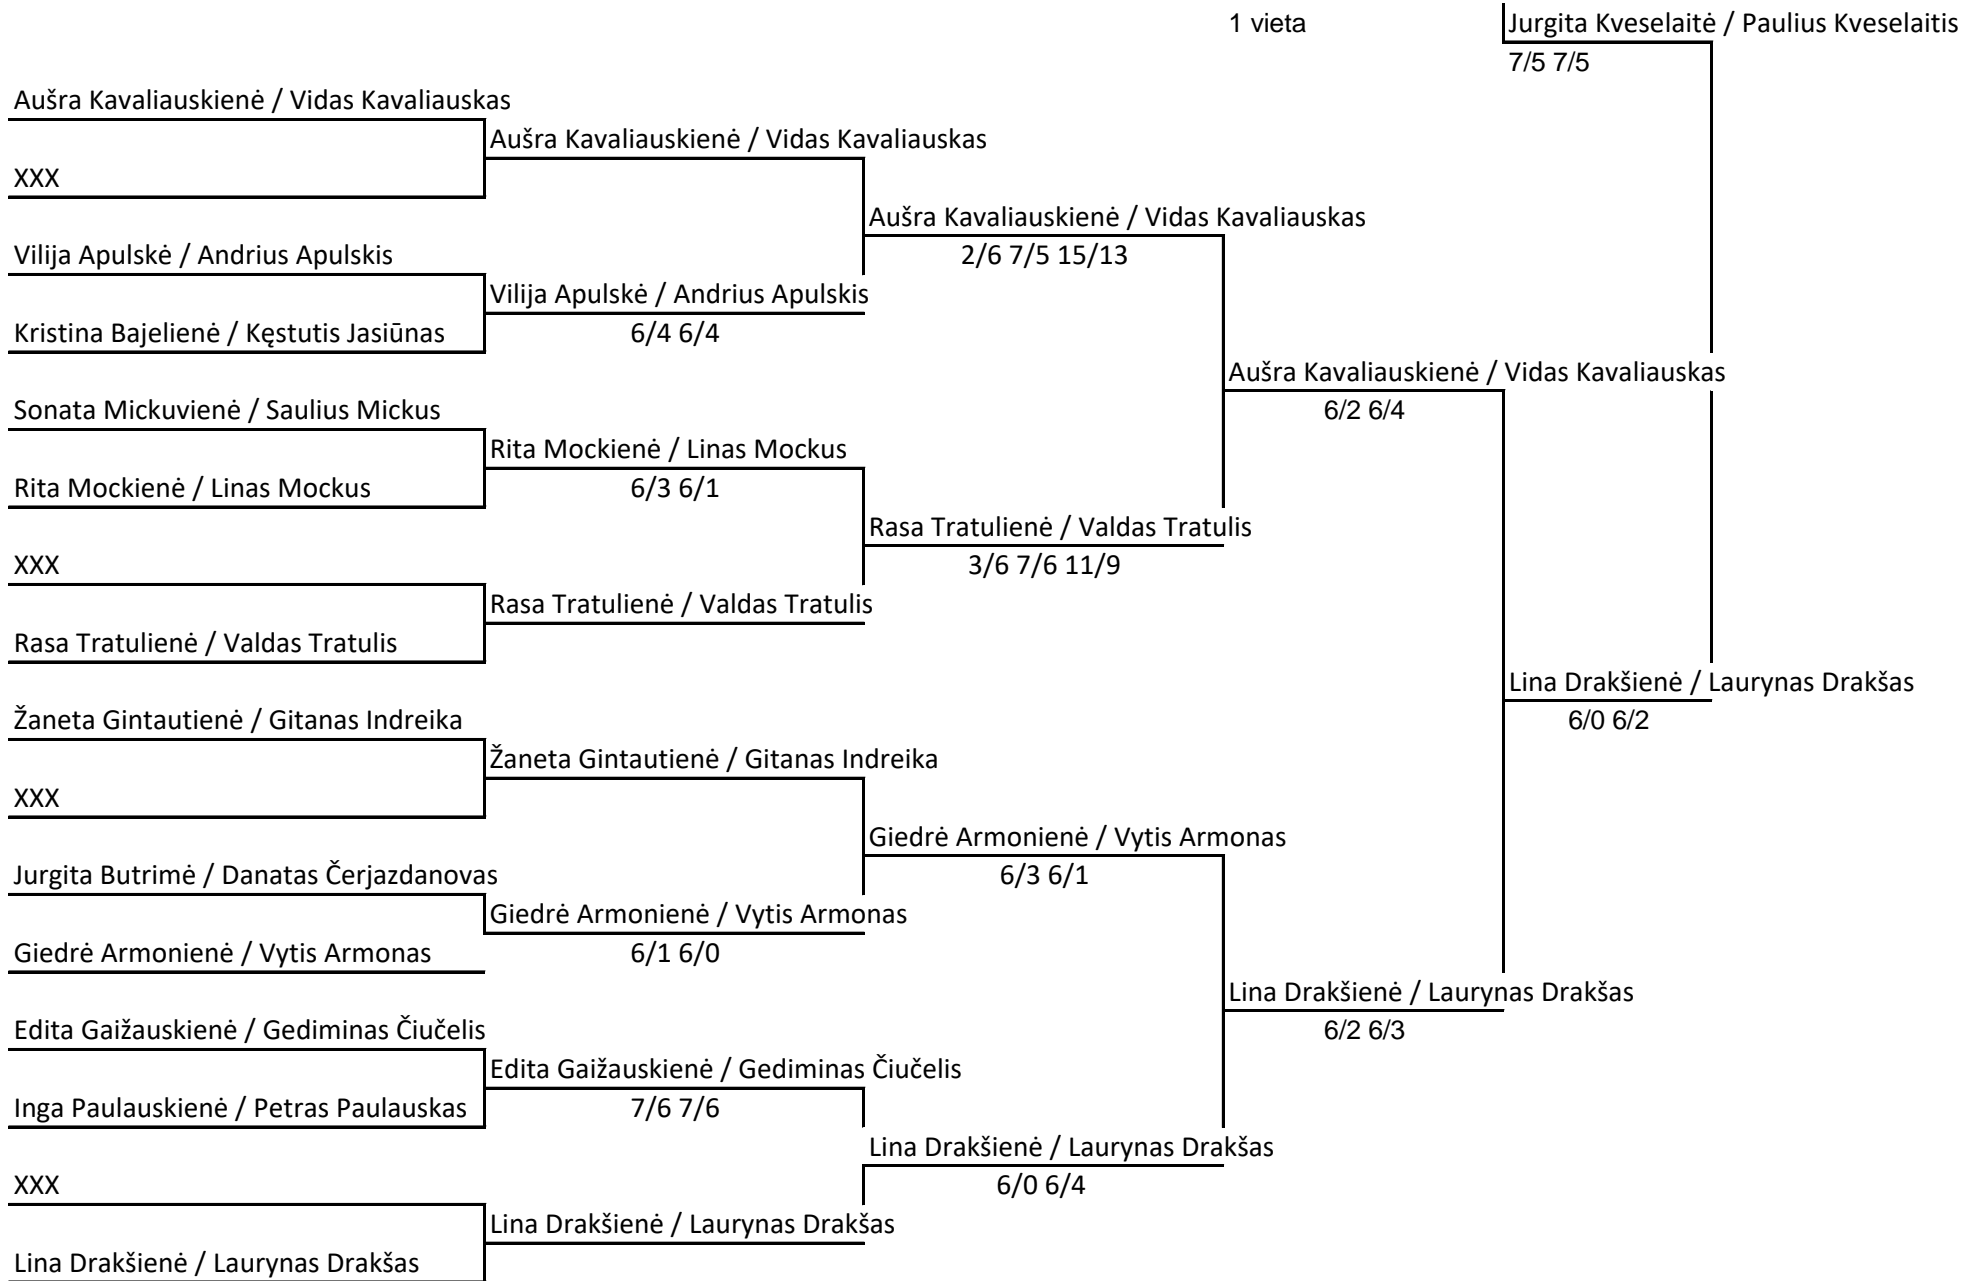 1 vieta
Jurgita Kveselaitė / Paulius Kveselaitis
7/5 7/5
Aušra Kavaliauskienė / Vidas Kavaliauskas
Aušra Kavaliauskienė / Vidas Kavaliauskas
XXX
Aušra Kavaliauskienė / Vidas Kavaliauskas
Vilija Apulskė / Andrius Apulskis
2/6 7/5 15/13
Vilija Apulskė / Andrius Apulskis
Kristina Bajelienė / Kęstutis Jasiūnas
6/4 6/4
Aušra Kavaliauskienė / Vidas Kavaliauskas
Sonata Mickuvienė / Saulius Mickus
6/2 6/4
Rita Mockienė / Linas Mockus
Rita Mockienė / Linas Mockus
6/3 6/1
Rasa Tratulienė / Valdas Tratulis
XXX
3/6 7/6 11/9
Rasa Tratulienė / Valdas Tratulis
Rasa Tratulienė / Valdas Tratulis
Lina Drakšienė / Laurynas Drakšas
Žaneta Gintautienė / Gitanas Indreika
6/0 6/2
Žaneta Gintautienė / Gitanas Indreika
XXX
Giedrė Armonienė / Vytis Armonas
Jurgita Butrimė / Danatas Čerjazdanovas
6/3 6/1
Giedrė Armonienė / Vytis Armonas
Giedrė Armonienė / Vytis Armonas
6/1 6/0
Lina Drakšienė / Laurynas Drakšas
Edita Gaižauskienė / Gediminas Čiučelis
6/2 6/3
Edita Gaižauskienė / Gediminas Čiučelis
Inga Paulauskienė / Petras Paulauskas
7/6 7/6
Lina Drakšienė / Laurynas Drakšas
XXX
6/0 6/4
Lina Drakšienė / Laurynas Drakšas
Lina Drakšienė / Laurynas Drakšas